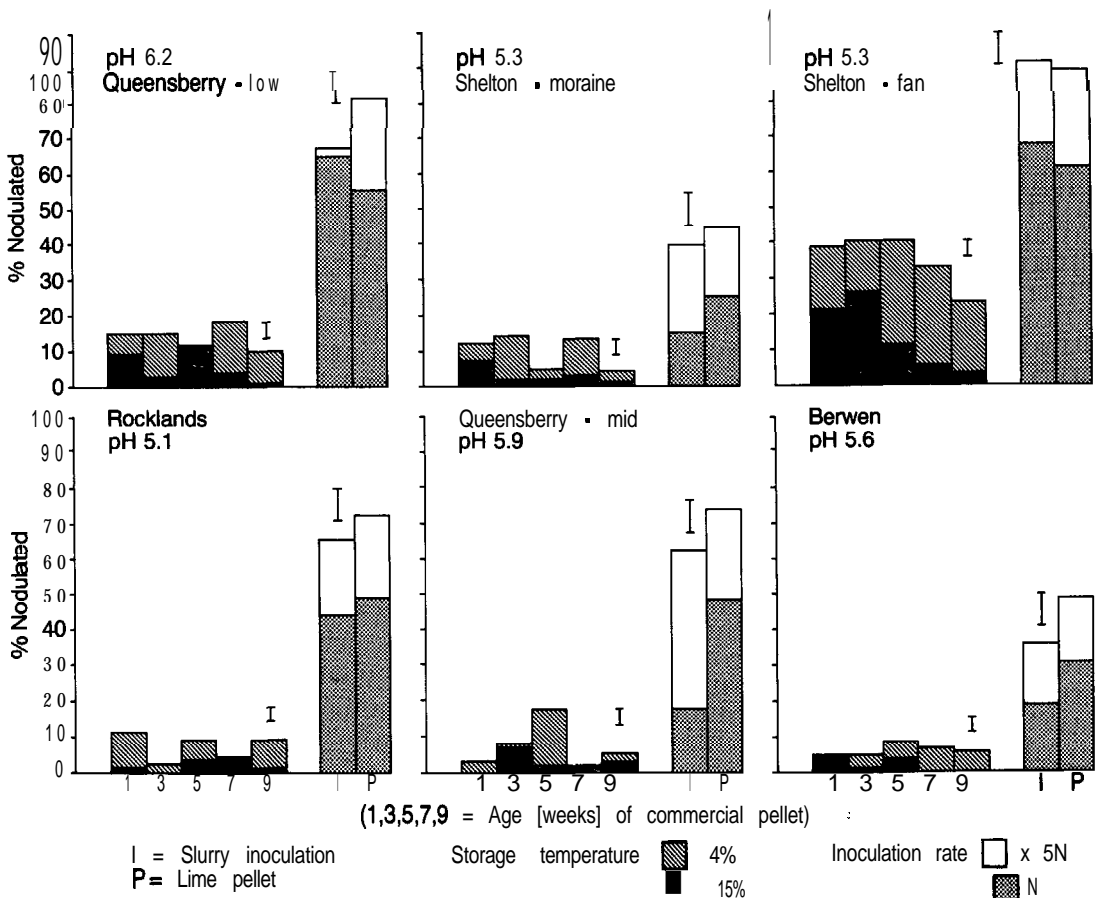 pH 6.2
Queensberry - low
pH 5.3
Shelton - moraine
pH 5.3
Shelton - fan
90
100
60
70
60
50
40
30
20
10
0
% Nodulated
Rocklands
pH 5.1
Queensberry - mid
pH 5.9
Berwen
pH 5.6
100
90
80
70
60
50
40
30
20
10
0
% Nodulated
1 3 5 7 9 I P
1 3 5 7 9 I P
1 3 5 7 9 I P
(1,3,5,7,9 = Age [weeks] of commercial pellet)
I = Slurry inoculation
P= Lime pellet
Storage temperature 4%
15%
Inoculation rate x 5N
N